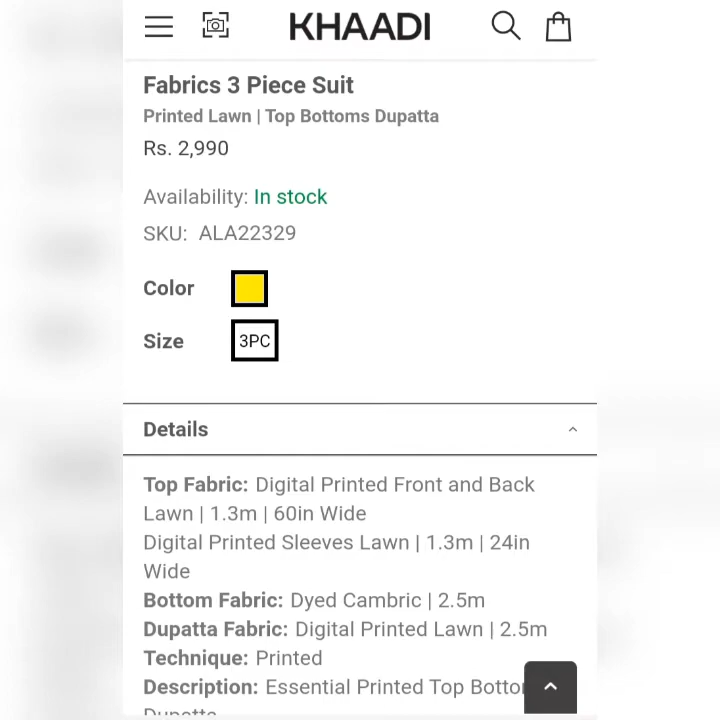 KHAADI
Fabrics 3 Piece Suit
Printed Lawn | Top Bottoms Dupatta
Rs. 2,990
Availability: In stock
SKU: ALA22329
Color
Size 3PC
Details
Top Fabric: Digital Printed Front and Back
Lawn | 1.3m | 60in Wide
Digital Printed Sleeves Lawn | 1.3m | 24in
Wide
Bottom Fabric: Dyed Cambric | 2.5m
Dupatta Fabric: Digital Printed Lawn | 2.5m
Technique: Printed
Description: Essential Printed Top
Dupatta